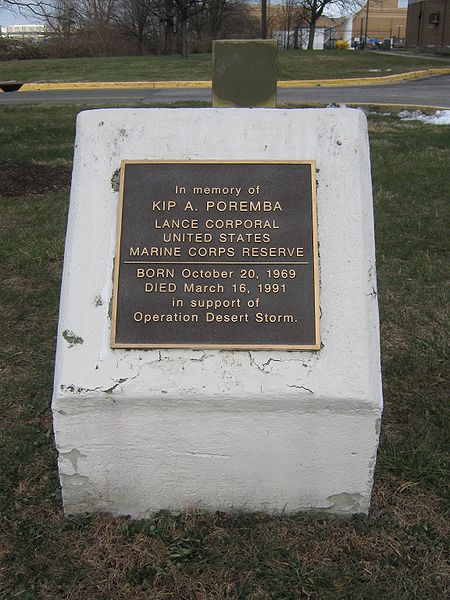 In memory of
KIP A. POREMBA
LANCE CORPORAL
UNITED STATES
MARINE CORPS RESERVE
BORN October 20, 1969
DIED March 16, 1991
in support of
Operation Desert Storm.